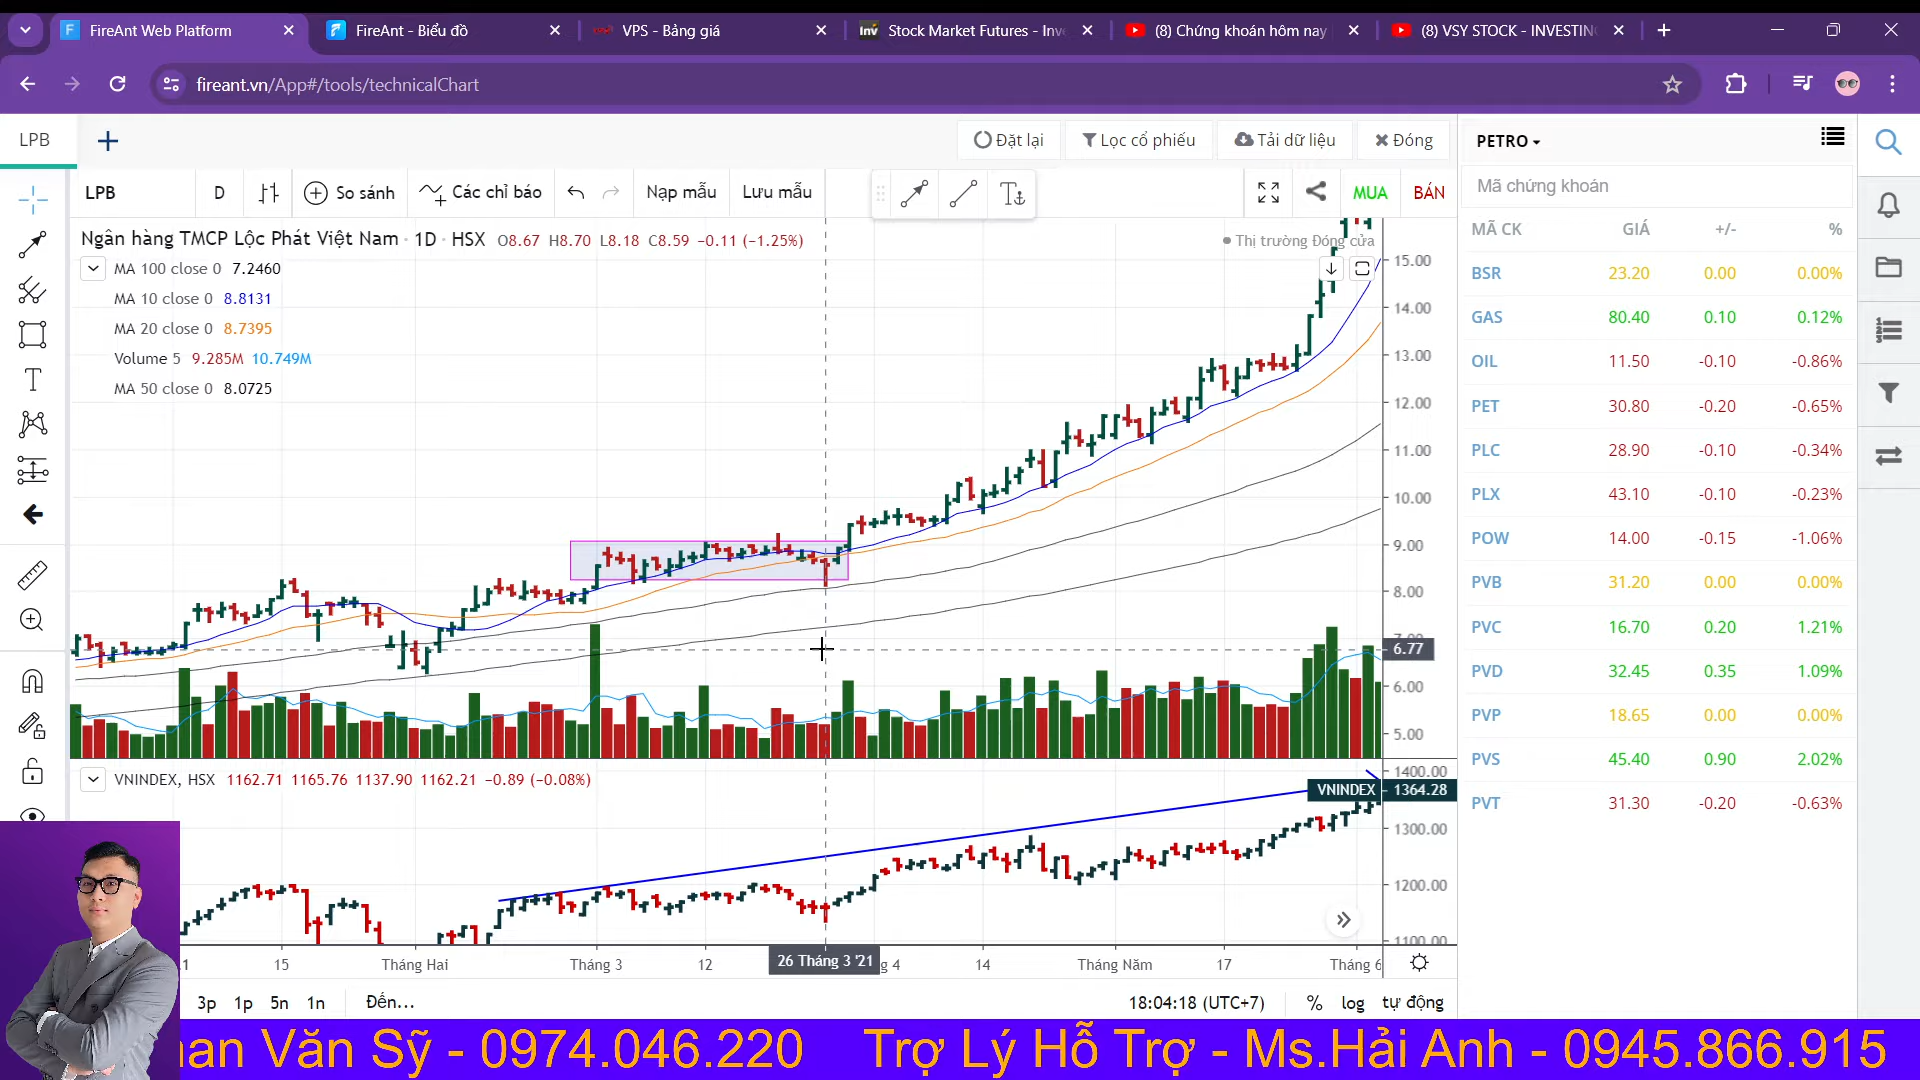 FireAnt Web Platform
FireAnt - Biểu đồ
VPS - Bảng giá
Stock Market Futures - Inve
(8) Chứng khoán hôm nay
(8) VSY STOCK - INVESTING
fireant.vn/App#/tools/technicalChart
LPB
Đặt lại
Lọc cổ phiếu
Tải dữ liệu
Đóng
PETRO
LPB
D
So sánh
Các chỉ báo
Nạp mẫu
Lưu mẫu
MUA
BÁN
Mã chứng khoán
Ngân hàng TMCP Lộc Phát Việt Nam · 1D · HSX O8.67 H8.70 L8.18 C8.59 −0.11 (−1.25%)
Thị trường Đóng cửa
MA 100 close 0 7.2460
MA 10 close 0 8.8131
MA 20 close 0 8.7395
Volume 5 9.285M 10.749M
MA 50 close 0 8.0725
15.00
14.00
13.00
12.00
11.00
10.00
9.00
8.00
7.00
6.77
6.00
5.00
VNINDEX, HSX 1162.71 1165.76 1137.90 1162.21 −0.89 (−0.08%)
1400.00
VNINDEX 1364.28
1300.00
1200.00
1100.00
1
15
Tháng Hai
Tháng 3
12
26 Tháng 3 '21
g 4
14
Tháng Năm
17
Tháng 6
3p 1p 5n 1n Đến...
18:04:18 (UTC+7) % log tự động
MÃ CK GIÁ +/- %
BSR 23.20 0.00 0.00%
GAS 80.40 0.10 0.12%
OIL 11.50 -0.10 -0.86%
PET 30.80 -0.20 -0.65%
PLC 28.90 -0.10 -0.34%
PLX 43.10 -0.10 -0.23%
POW 14.00 -0.15 -1.06%
PVB 31.20 0.00 0.00%
PVC 16.70 0.20 1.21%
PVD 32.45 0.35 1.09%
PVP 18.65 0.00 0.00%
PVS 45.40 0.90 2.02%
PVT 31.30 -0.20 -0.63%
han Văn Sỹ - 0974.046.220 Trợ Lý Hỗ Trợ - Ms.Hải Anh - 0945.866.915